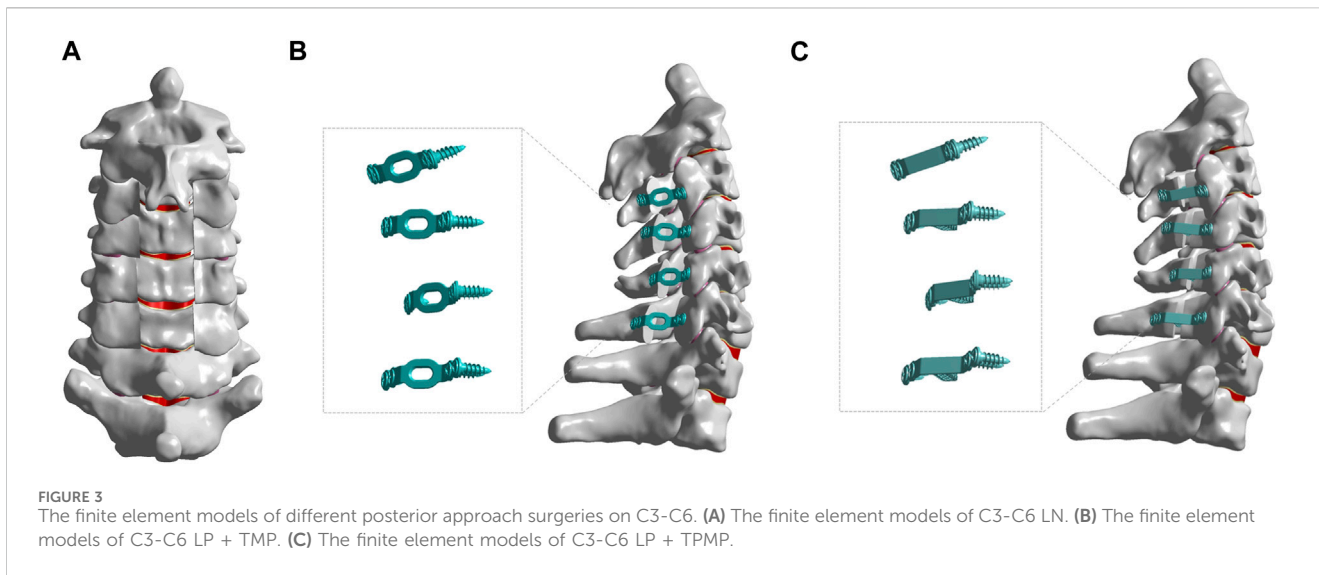 A
B
C
FIGURE 3
The finite element models of different posterior approach surgeries on C3-C6. (A) The finite element models of C3-C6 LN. (B) The finite element
models of C3-C6 LP + TMP. (C) The finite element models of C3-C6 LP + TPMP.